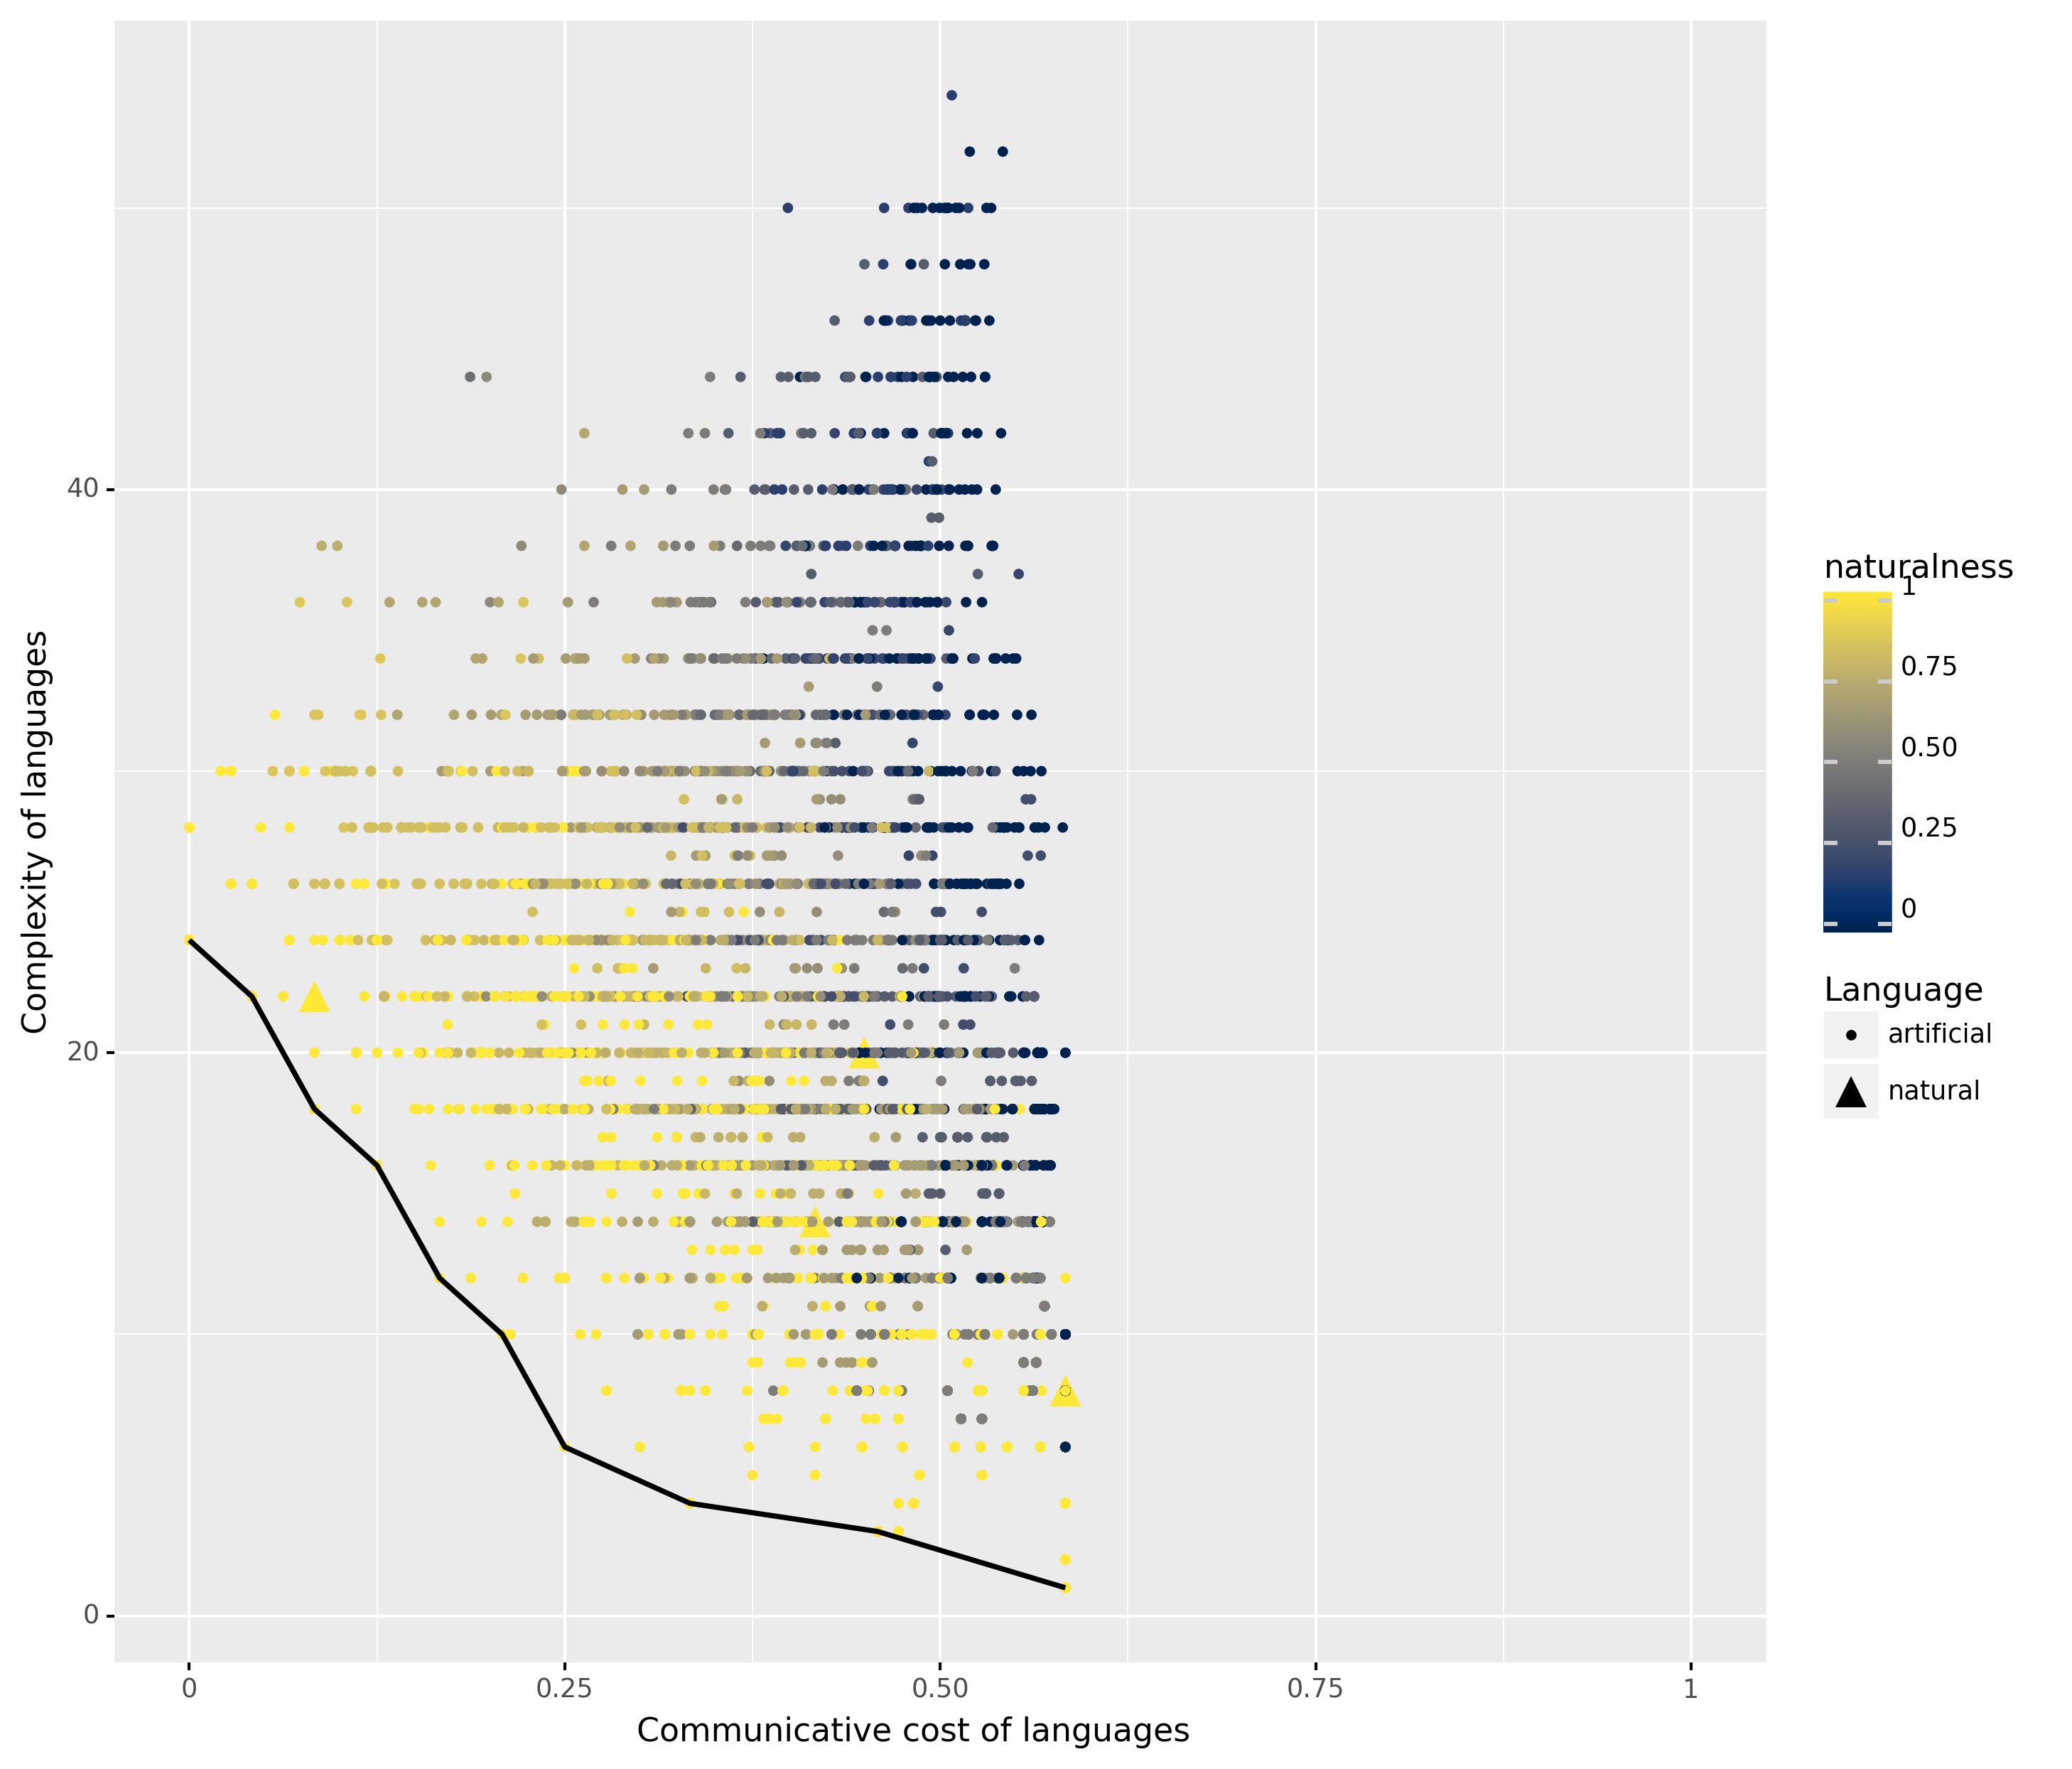 Complexity of languages
40
20
0
0
0.25
0.50
0.75
1
Communicative cost of languages
naturalness
1
0.75
0.50
0.25
0
Language
artificial
natural